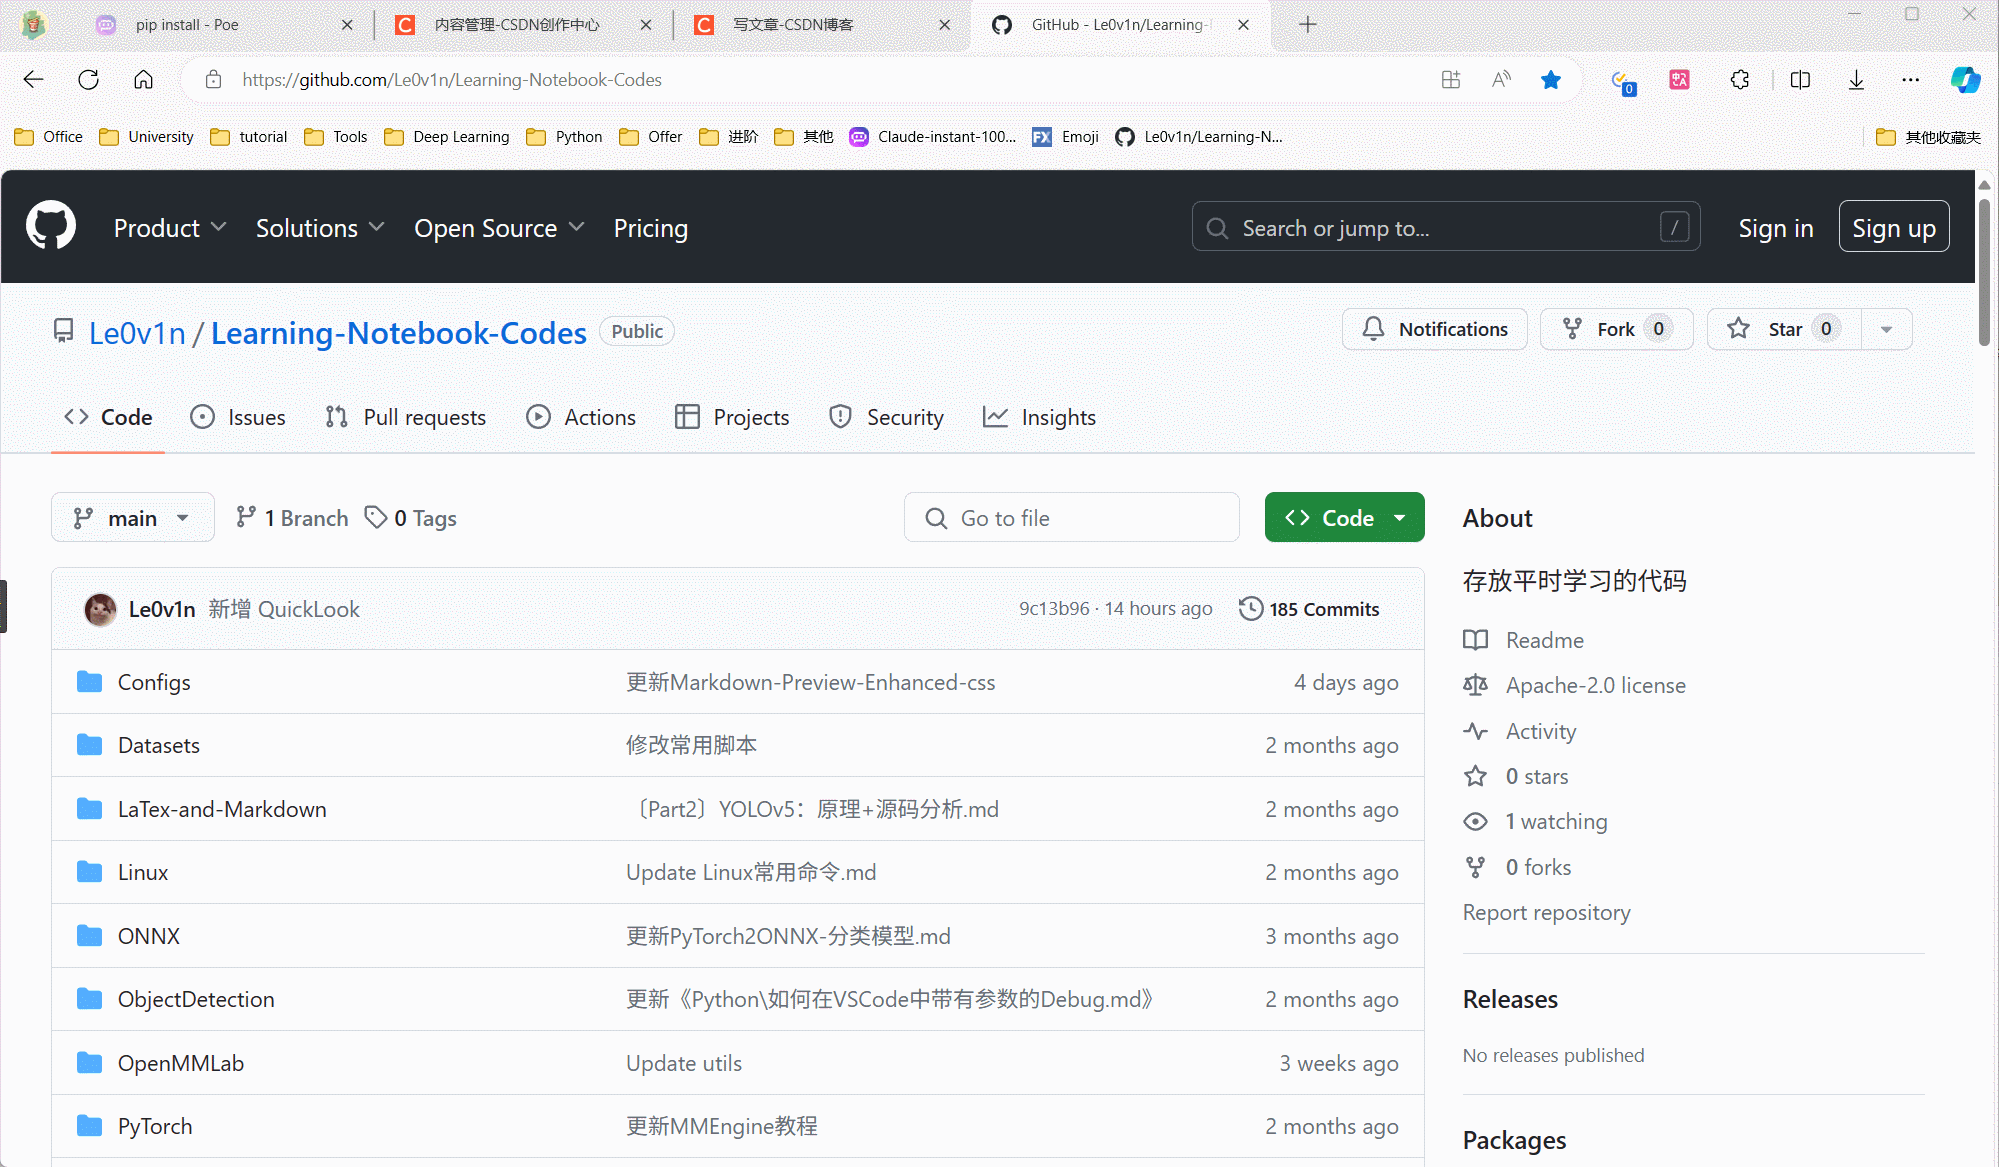 pip install - Poe
内容管理-CSDN创作中心
写文章-CSDN博客
GitHub - Le0v1n/Learning-
https://github.com/Le0v1n/Learning-Notebook-Codes
0
Office University tutorial Tools Deep Learning Python Offer 进阶 其他 Claude-instant-100... Emoji Le0v1n/Learning-N... 其他收藏夹
Product Solutions Open Source Pricing Search or jump to... / Sign in Sign up
Le0v1n / Learning-Notebook-Codes Public Notifications Fork 0 Star 0
Code Issues Pull requests Actions Projects Security Insights
main 1 Branch 0 Tags Go to file Code
Le0v1n 新增 QuickLook 9c13b96 · 14 hours ago 185 Commits
Configs 更新Markdown-Preview-Enhanced-css 4 days ago
Datasets 修改常用脚本 2 months ago
LaTex-and-Markdown 〔Part2〕YOLOv5：原理+源码分析.md 2 months ago
Linux Update Linux常用命令.md 2 months ago
ONNX 更新PyTorch2ONNX-分类模型.md 3 months ago
ObjectDetection 更新《Python\如何在VSCode中带有参数的Debug.md》 2 months ago
OpenMMLab Update utils 3 weeks ago
PyTorch 更新MMEngine教程 2 months ago
About
存放平时学习的代码
Readme
Apache-2.0 license
Activity
0 stars
1 watching
0 forks
Report repository
Releases
No releases published
Packages